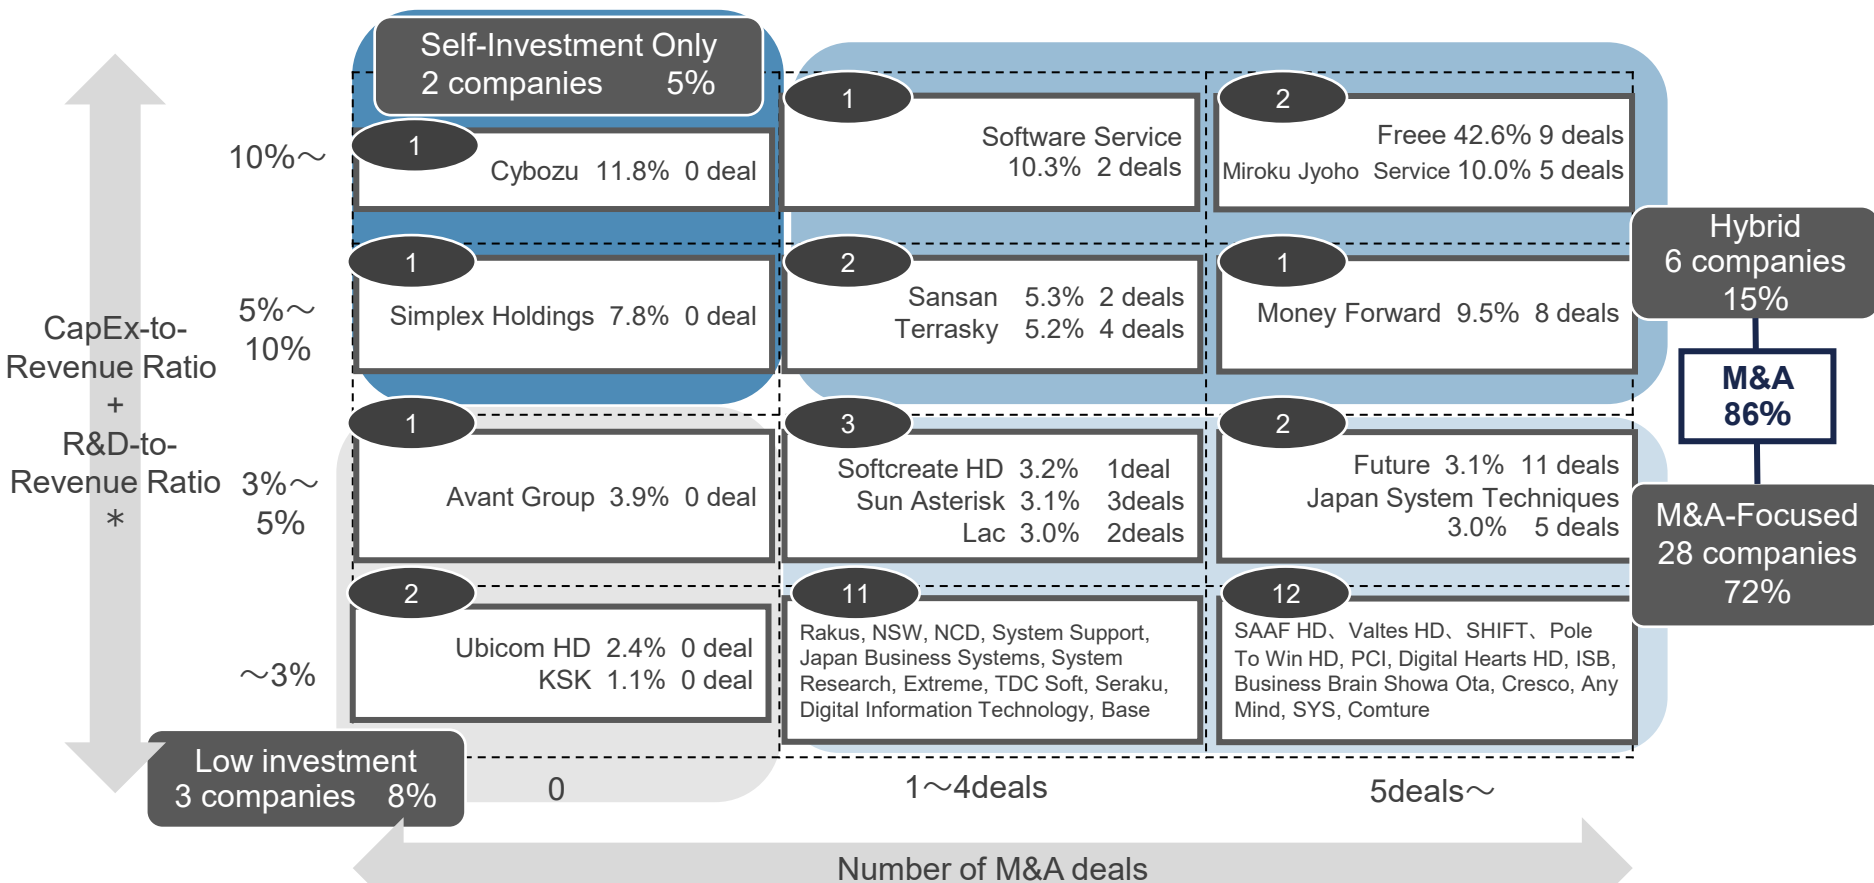 Self-Investment Only
2 companies 5%
10%～
1
Cybozu 11.8% 0 deal
1
Software Service
10.3% 2 deals
2
Freee 42.6% 9 deals
Miroku Jyoho Service 10.0% 5 deals
Hybrid
6 companies
15%
5%～
10%
1
Simplex Holdings 7.8% 0 deal
2
Sansan 5.3% 2 deals
Terrasky 5.2% 4 deals
1
Money Forward 9.5% 8 deals
CapEx-to-
Revenue Ratio
+
R&D-to-
Revenue Ratio
*
M&A
86%
3%～
5%
1
Avant Group 3.9% 0 deal
3
Softcreate HD 3.2% 1deal
Sun Asterisk 3.1% 3deals
Lac 3.0% 2deals
2
Future 3.1% 11 deals
Japan System Techniques
3.0% 5 deals
M&A-Focused
28 companies
72%
～3%
2
Ubicom HD 2.4% 0 deal
KSK 1.1% 0 deal
11
Rakus, NSW, NCD, System Support,
Japan Business Systems, System
Research, Extreme, TDC Soft, Seraku,
Digital Information Technology, Base
12
SAAF HD、Valtes HD、SHIFT、Pole
To Win HD, PCI, Digital Hearts HD, ISB,
Business Brain Showa Ota, Cresco, Any
Mind, SYS, Comture
Low investment
3 companies 8%
0
1～4deals
5deals～
Number of M&A deals